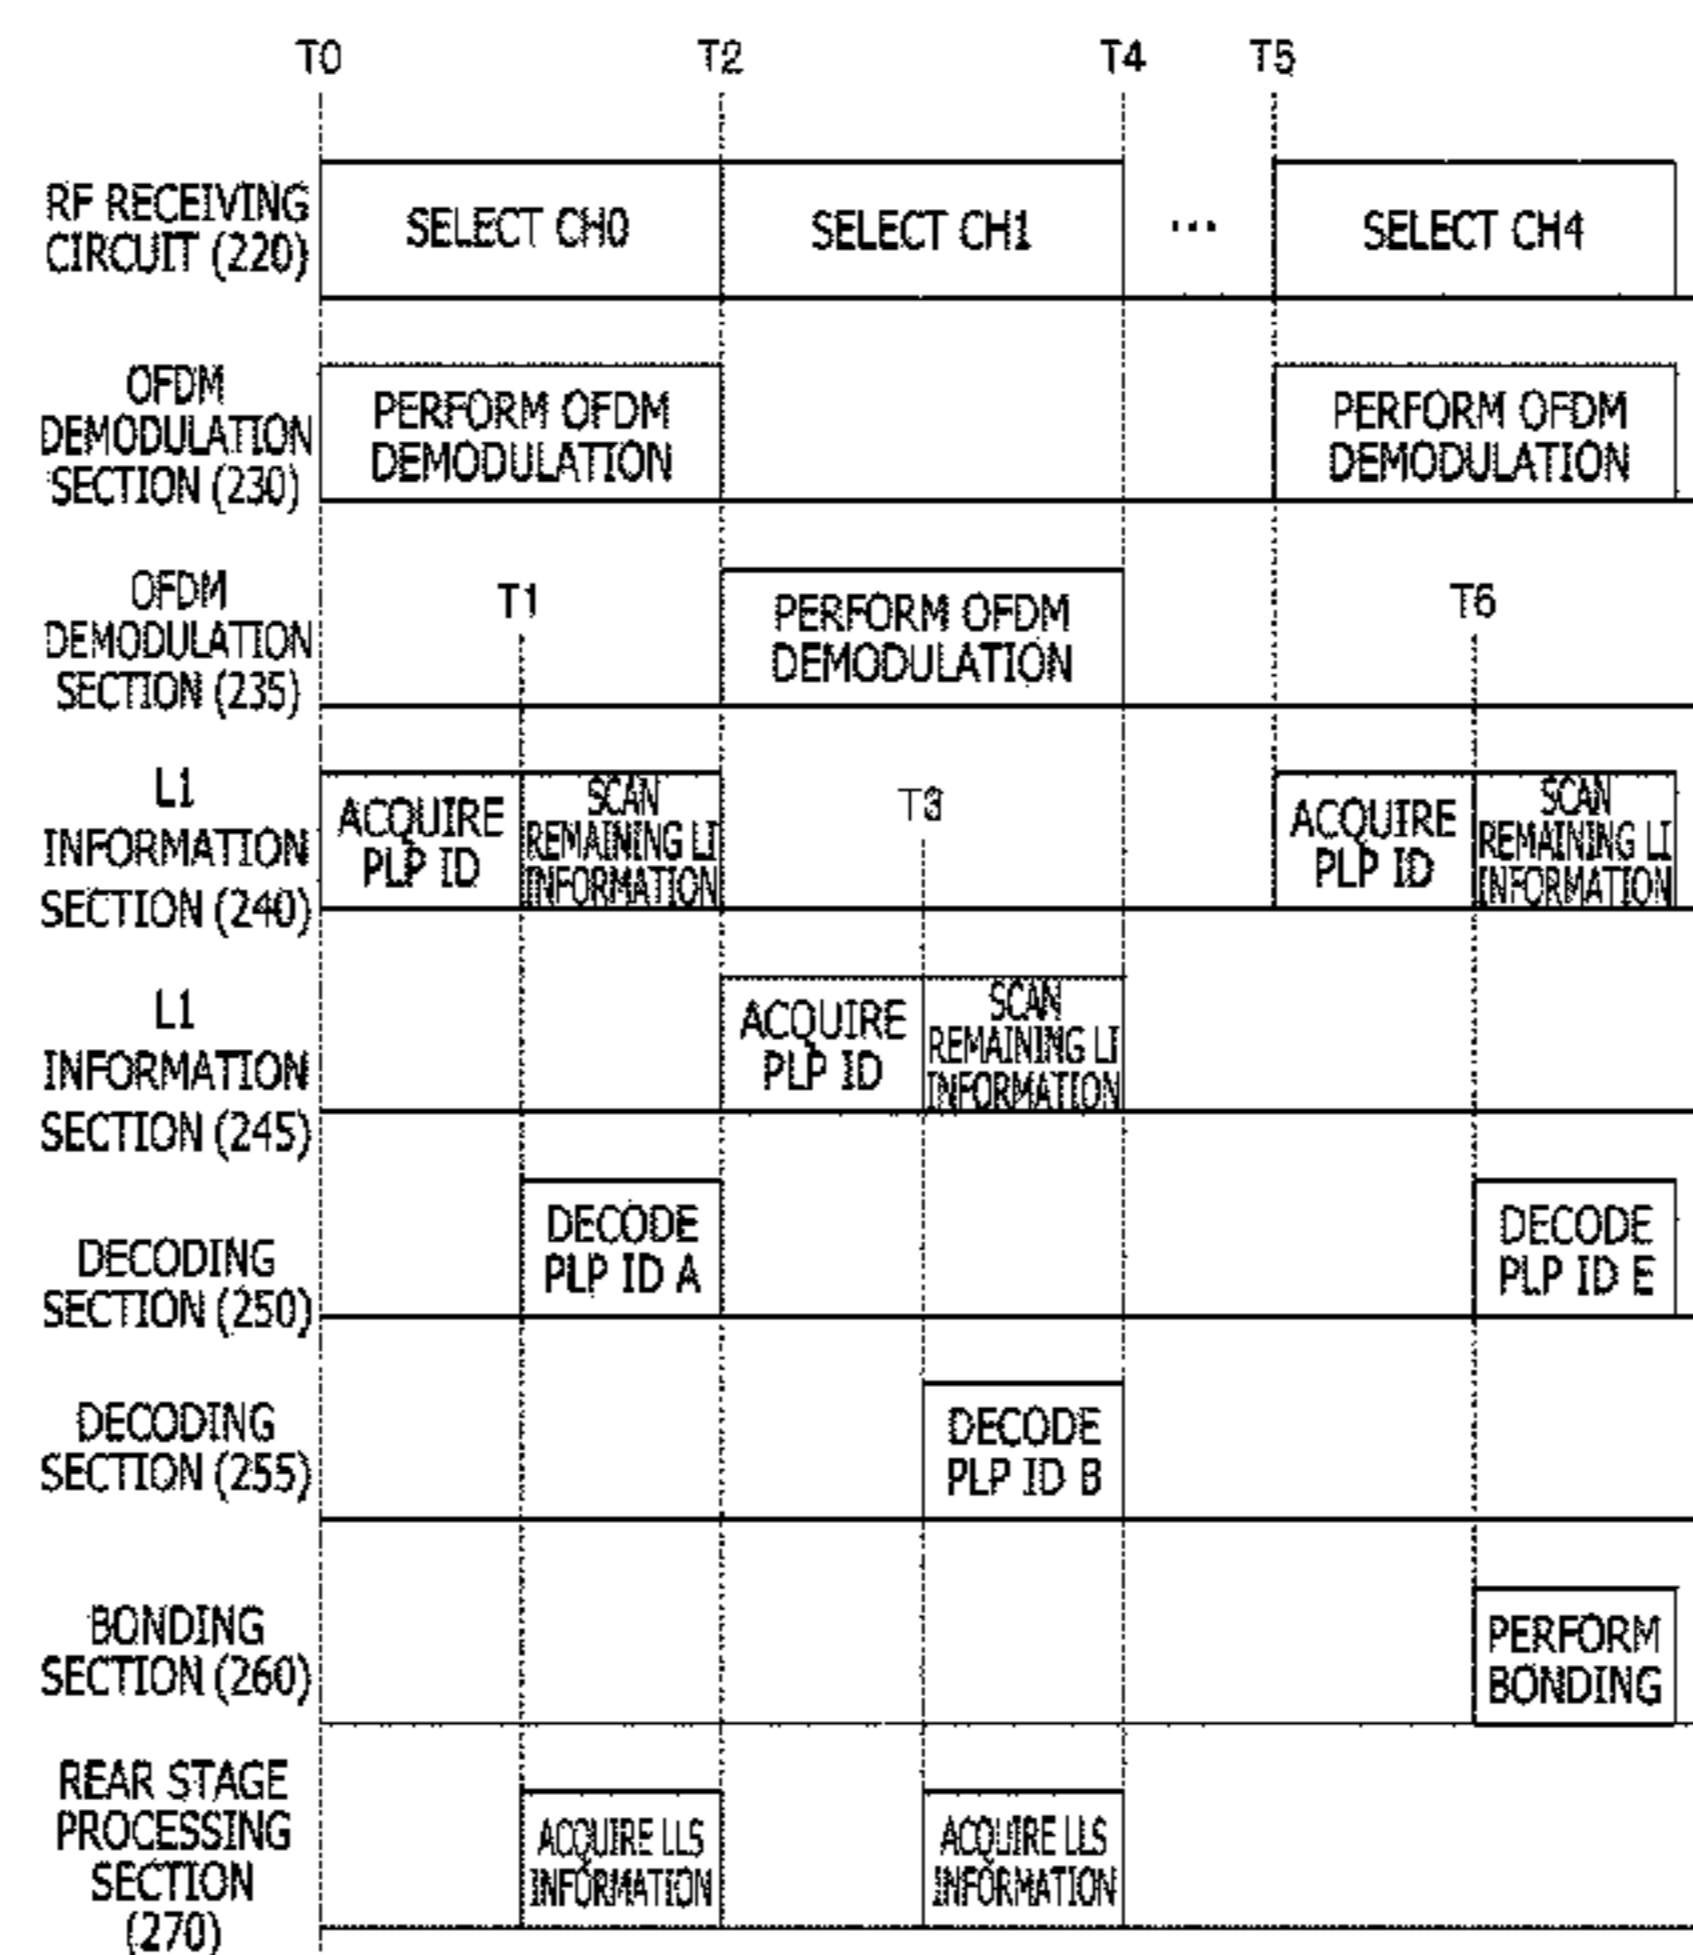 T0
T2
T4
T5
RF RECEIVING
CIRCUIT (220)
SELECT CH0
SELECT CH1
...
SELECT CH4
OFDM
DEMODULATION
SECTION (230)
PERFORM OFDM
DEMODULATION
PERFORM OFDM
DEMODULATION
OFDM
DEMODULATION
SECTION (235)
T1
PERFORM OFDM
DEMODULATION
T6
L1
INFORMATION
SECTION (240)
ACQUIRE
PLP ID
SCAN
REMAINING LI
INFORMATION
T3
ACQUIRE
PLP ID
SCAN
REMAINING LI
INFORMATION
L1
INFORMATION
SECTION (245)
ACQUIRE
PLP ID
SCAN
REMAINING LI
INFORMATION
DECODING
SECTION (250)
DECODE
PLP ID A
DECODE
PLP ID E
DECODING
SECTION (255)
DECODE
PLP ID B
BONDING
SECTION (260)
PERFORM
BONDING
REAR STAGE
PROCESSING
SECTION
(270)
ACQUIRE LLS
INFORMATION
ACQUIRE LLS
INFORMATION